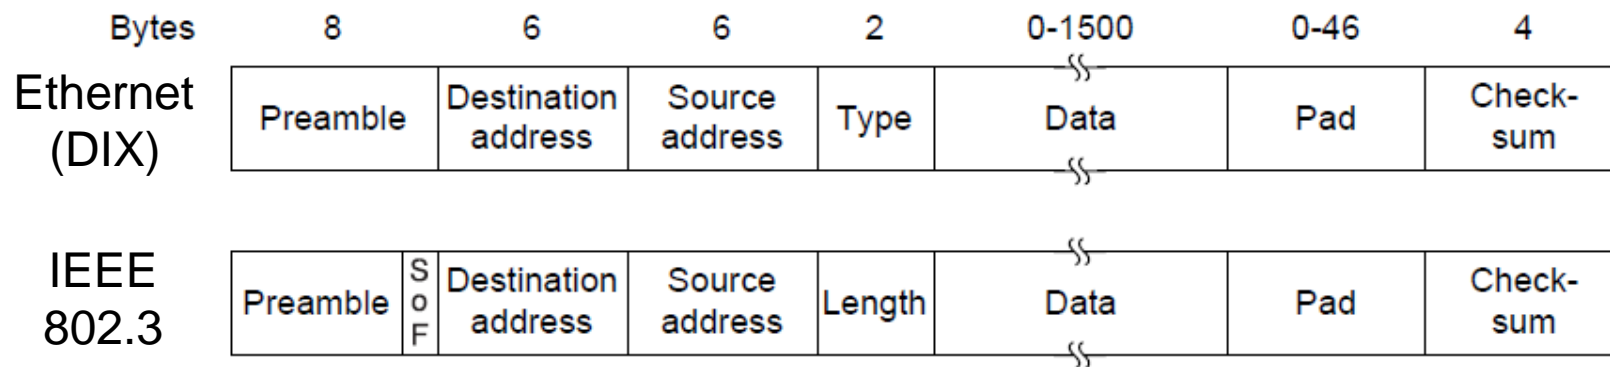 Bytes 8 6 6 2 0-1500 0-46 4
Ethernet
(DIX)
Preamble
Destination
address
Source
address
Type
Data
Pad
Check-
sum
IEEE
802.3
Preamble
S
o
F
Destination
address
Source
address
Length
Data
Pad
Check-
sum